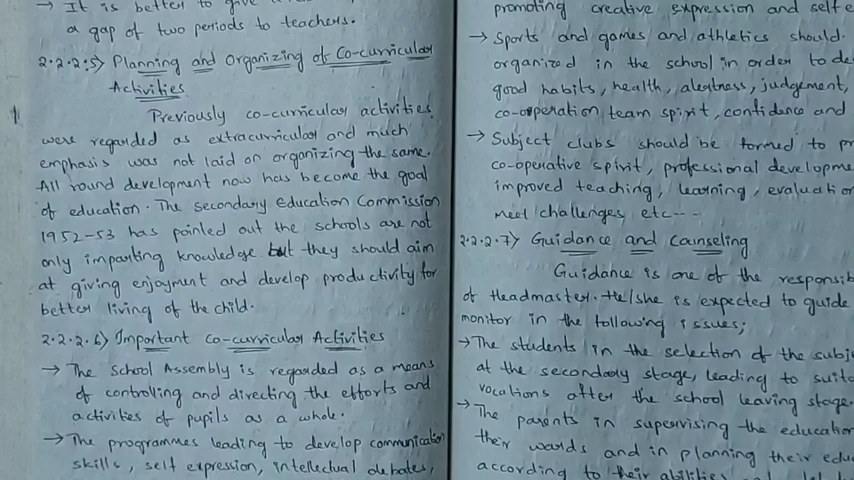 → It is better to give
a gap of two periods to teachers.
2.2.2.5) Planning and Organizing of Co-curricular
Activities
Previously co-curricular activities
were regarded as extracurricular and much
emphasis was not laid on organizing the same.
All round development now has become the goal
of education. The secondary education Commission
1952-53 has pointed out the schools are not
only imparting knowledge but they should aim
at giving enjoyment and develop productivity for
better living of the child.
2.2.2.6) Important Co-curricular Activities
→ The School Assembly is regarded as a means
of controlling and directing the efforts and
activities of pupils as a whole.
→ The programmes leading to develop communication
skills, self expression, intellectual debates,
promoting creative expression and self e
→ Sports and games and athletics should
organized in the school in order to de
good habits, health, alertness, judgement,
co-operation, team spirit, confidence and
→ Subject clubs should be formed to pr
co-operative spirit, professional developme
improved teaching, learning, evaluation
meet challenges, etc----
2.2.2.7) Guidance and Counseling
Guidance is one of the responsib
of Headmaster. He/she is expected to guide
monitor in the following issues;
→ The students in the selection of the subj
at the secondary stage, leading to suit
vocations after the school leaving stage.
→ The parents in supervising the education
their wards and in planning their edu
according to their abilities